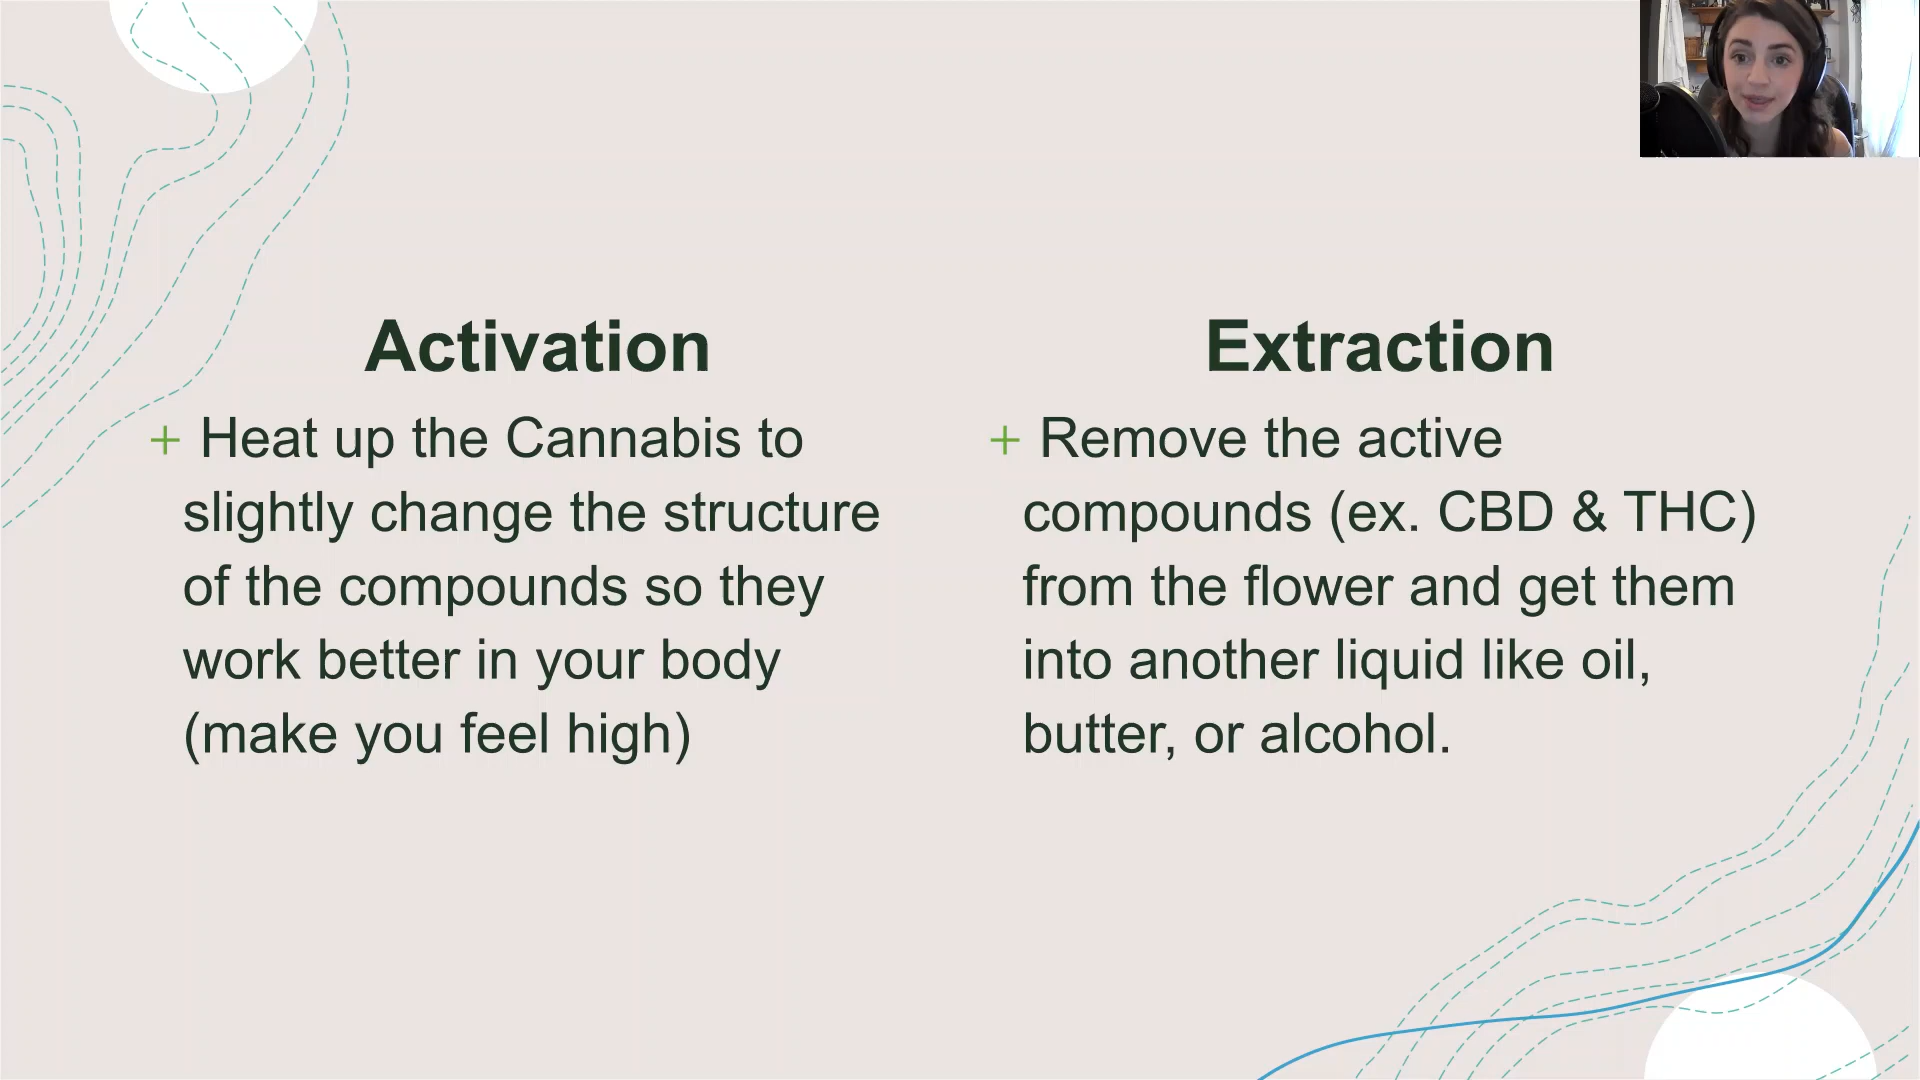 Activation
+ Heat up the Cannabis to
slightly change the structure
of the compounds so they
work better in your body
(make you feel high)
Extraction
+ Remove the active
compounds (ex. CBD & THC)
from the flower and get them
into another liquid like oil,
butter, or alcohol.